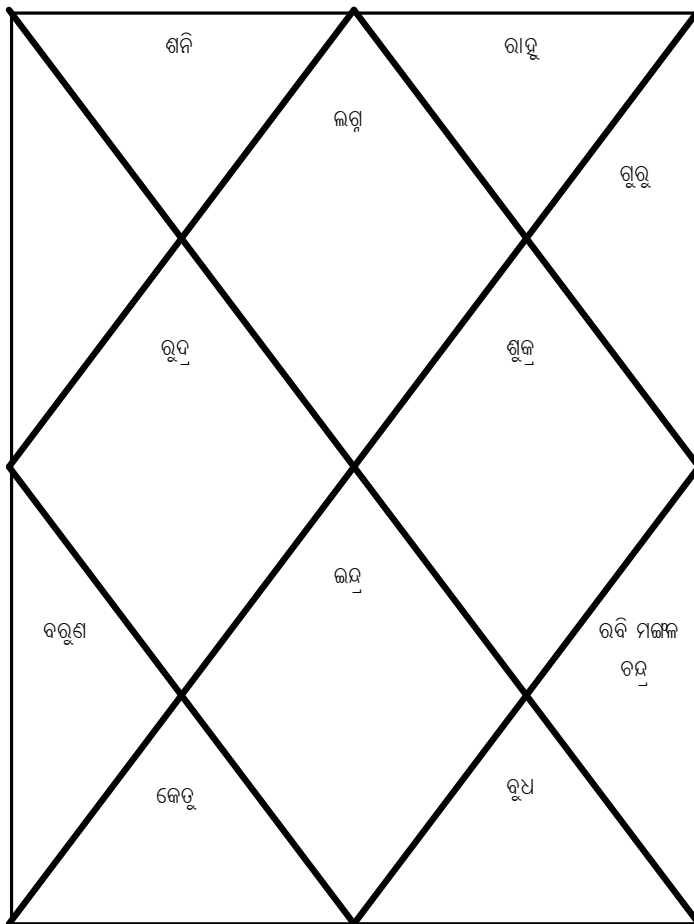 ଶନି
ରାହୁ
ଲଗ୍ନ
ଗୁରୁ
ରୁଦ୍ର
ଶୁକ୍ର
ଇନ୍ଦ୍ର
ବରୁଣ
ରବି ମଙ୍ଗଳ
ଚନ୍ଦ୍ର
କେତୁ
ବୁଧ